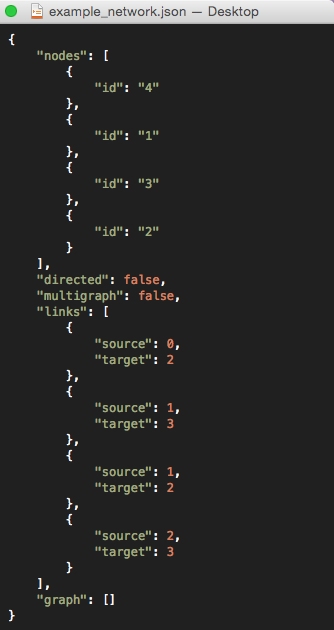 example_network.json — Desktop
{
    "nodes": [
        {
            "id": "4"
        },
        {
            "id": "1"
        },
        {
            "id": "3"
        },
        {
            "id": "2"
        }
    ],
    "directed": false,
    "multigraph": false,
    "links": [
        {
            "source": 0,
            "target": 2
        },
        {
            "source": 1,
            "target": 3
        },
        {
            "source": 1,
            "target": 2
        },
        {
            "source": 2,
            "target": 3
        }
    ],
    "graph": []
}